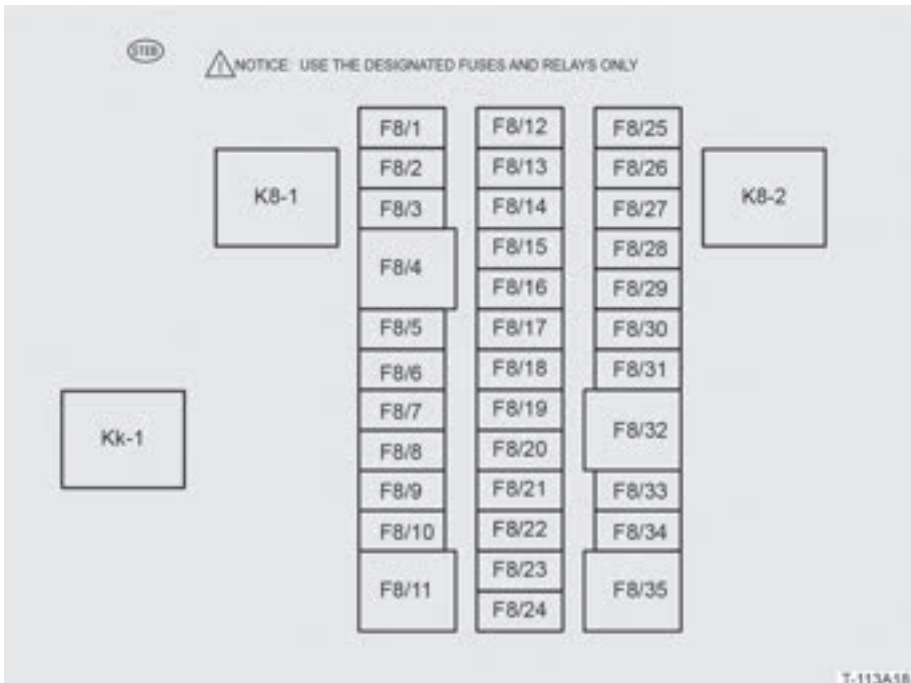 NOTICE: USE THE DESIGNATED FUSES AND RELAYS ONLY
F8/1 F8/12 F8/25
F8/2 F8/13 F8/26
K8-1 F8/3 F8/14 F8/27 K8-2
F8/4 F8/15 F8/28
F8/16 F8/29
F8/5 F8/17 F8/30
F8/6 F8/18 F8/31
F8/7 F8/19 F8/32
Kk-1 F8/8 F8/20
F8/9 F8/21 F8/33
F8/10 F8/22 F8/34
F8/11 F8/23 F8/35
F8/24
T-113A18